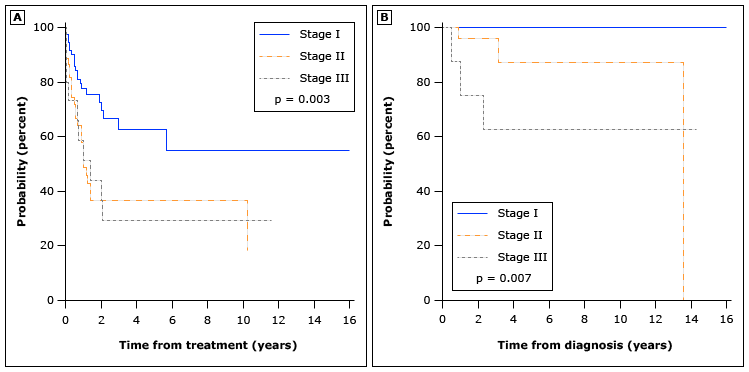 A
Stage I
Stage II
Stage III
p = 0.003
Probability (percent)
100
80
60
40
20
0
0 2 4 6 8 10 12 14 16
Time from treatment (years)
B
Probability (percent)
100
80
60
40
20
0
Stage I
Stage II
Stage III
p = 0.007
0 2 4 6 8 10 12 14 16
Time from diagnosis (years)